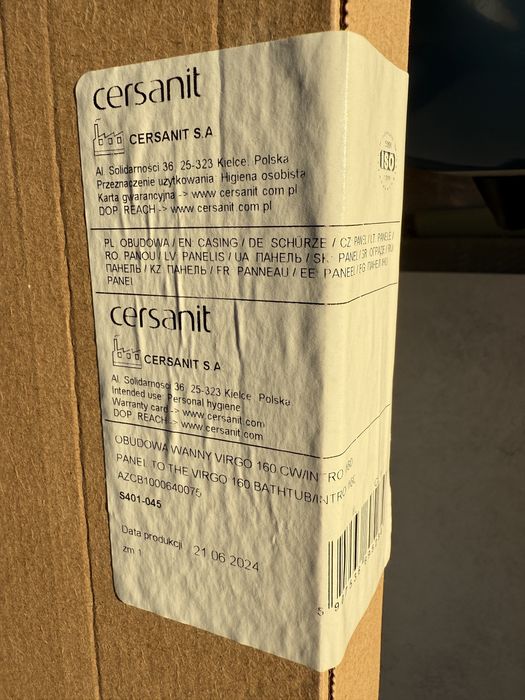 cersanit
CERSANIT S.A
Al. Solidarności 36, 25-323 Kielce, Polska
Przeznaczenie użytkowania: Higiena osobista
Karta gwarancyjna -> www.cersanit.com.pl
DOP, REACH -> www.cersanit.com.pl
ISO
PL OBUDOWA / EN CASING / DE SCHÜRZE / CZ PANEL / LT PANELĖ /
RO PANOU / LV PANELIS / UA ПАНЕЛЬ / SK PANEL /
ПАНЕЛЬ / KZ ПАНЕЛЬ / FR PANNEAU / EE PANEEL /
PANEL
cersanit
CERSANIT S.A
Al. Solidarności 36, 25-323 Kielce, Polska
Intended use: Personal hygiene
Warranty card -> www.cersanit.com
DOP, REACH -> www.cersanit.com
OBUDOWA WANNY VIRGO 160 CW/INTRO 160
PANEL TO THE VIRGO 160 BATHTUB/INTRO 160
AZCB1000640075
S401-045
Data produkcji 21 06 2024
zm 1